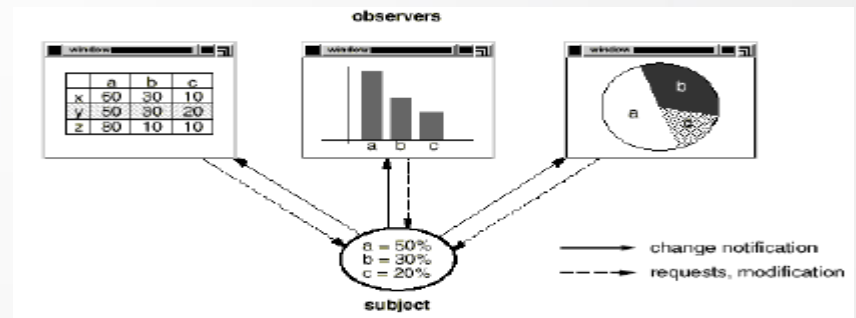 observers
window
window
window
a b c
x 60 30 10
y 50 30 20
z 80 10 10
a b c
a
b
c
a = 50%
b = 30%
c = 20%
subject
change notification
requests, modification